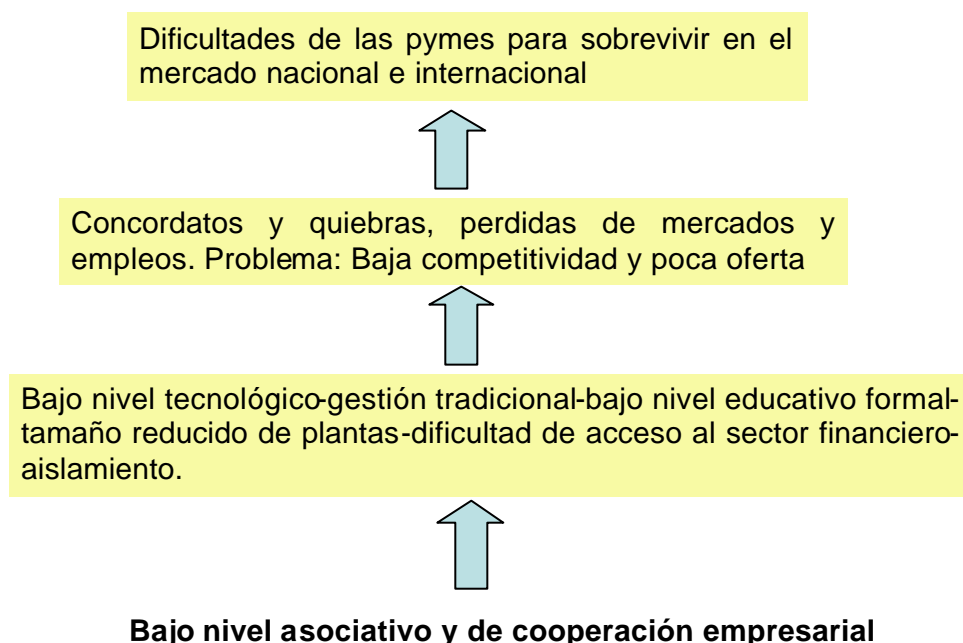 Dificultades de las pymes para sobrevivir en el
mercado nacional e internacional
Concordatos y quiebras, perdidas de mercados y
empleos. Problema: Baja competitividad y poca oferta
Bajo nivel tecnológico-gestión tradicional-bajo nivel educativo formal-
tamaño reducido de plantas-dificultad de acceso al sector financiero-
aislamiento.
Bajo nivel asociativo y de cooperación empresarial